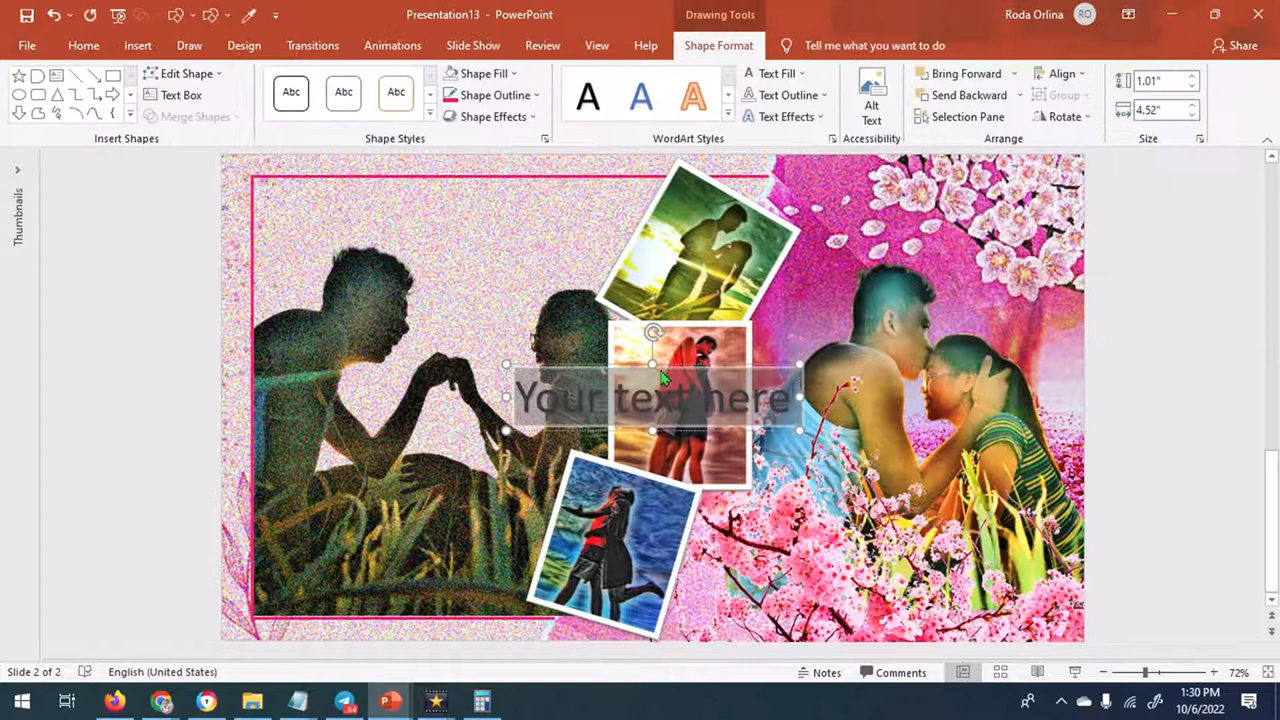 Presentation13 - PowerPoint
Drawing Tools
Roda Orlina
RO
File
Home
Insert
Draw
Design
Transitions
Animations
Slide Show
Review
View
Help
Shape Format
Tell me what you want to do
Share
Edit Shape
Text Box
Merge Shapes
Insert Shapes
Abc
Abc
Abc
Shape Fill
Shape Outline
Shape Effects
Shape Styles
A
A
A
Text Fill
Text Outline
Text Effects
WordArt Styles
Alt
Text
Accessibility
Bring Forward
Send Backward
Selection Pane
Align
Group
Rotate
Arrange
1.01"
4.52"
Size
Thumbnails
Your text here
Slide 2 of 2
English (United States)
Notes
Comments
72%
94
1:30 PM
10/6/2022